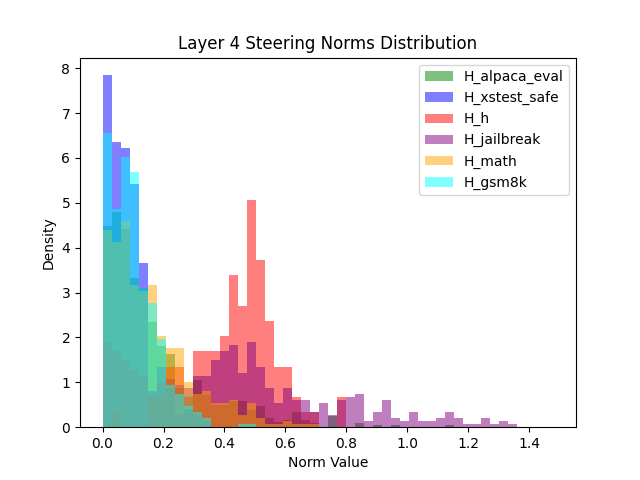 Layer 4 Steering Norms Distribution
H_alpaca_eval
H_xstest_safe
H_h
H_jailbreak
H_math
H_gsm8k
Density
8
7
6
5
4
3
2
1
0
0.0 0.2 0.4 0.6 0.8 1.0 1.2 1.4
Norm Value